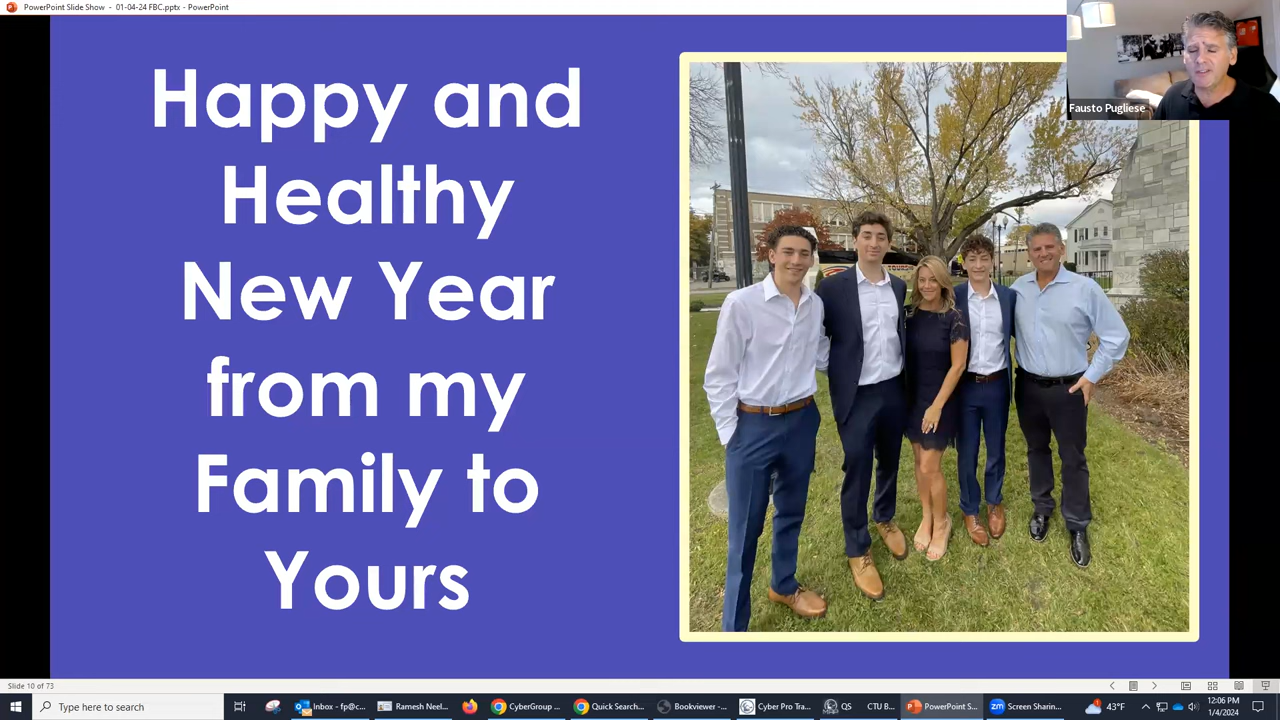 PowerPoint Slide Show - 01-04-24 FBC.pptx - PowerPoint
Happy and
Healthy
New Year
from my
Family to
Yours
TOURS
Fausto Pugliese
Slide 10 of 73
Type here to search
Inbox - fp@c...
Ramesh Neel...
CyberGroup ...
Quick Search...
Bookviewer -...
Cyber Pro Tra...
QS
CTU B...
PowerPoint S...
zm
Screen Sharin...
43°F
12:06 PM
1/4/2024